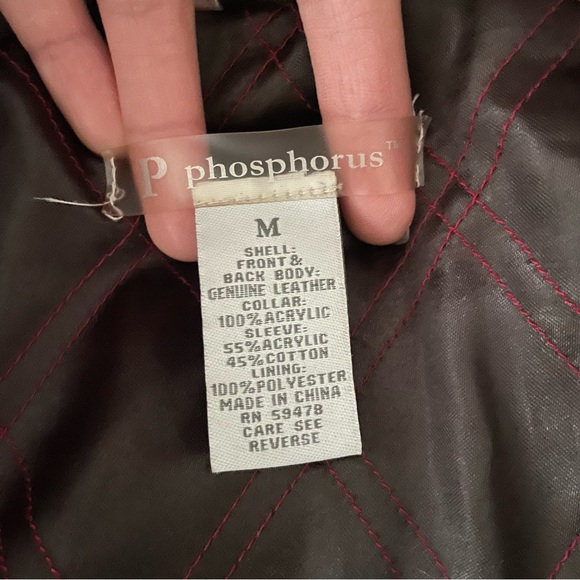 P phosphorus™
M
SHELL:
FRONT &
BACK BODY:
GENUINE LEATHER
COLLAR:
100% ACRYLIC
SLEEVE:
55% ACRYLIC
45% COTTON
LINING:
100% POLYESTER
MADE IN CHINA
RN 59478
CARE SEE
REVERSE